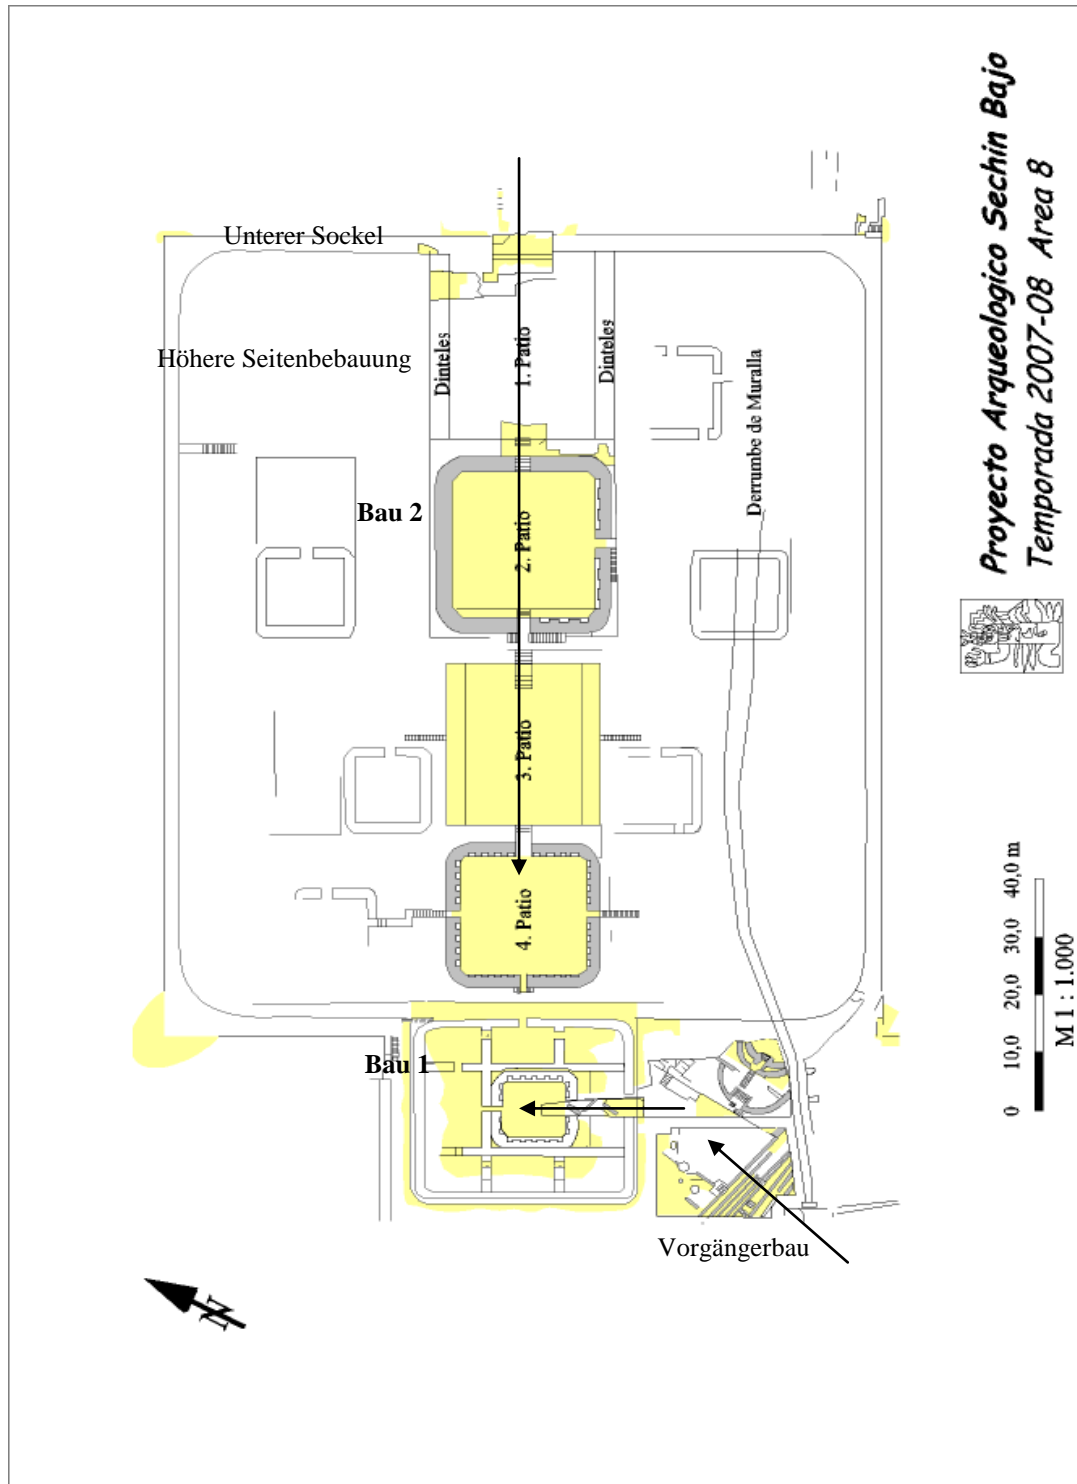 Proyecto Arqueologico Sechin Bajo
Temporada 2007-08 Area 8
Unterer Sockel
Höhere Seitenbebauung
Dinteles
1. Patio
Dinteles
Derrumbe de Muralla
Bau 2
2. Patio
3. Patio
4. Patio
Bau 1
Vorgängerbau
N
0 10,0 20,0 30,0 40,0 m
M 1 : 1.000